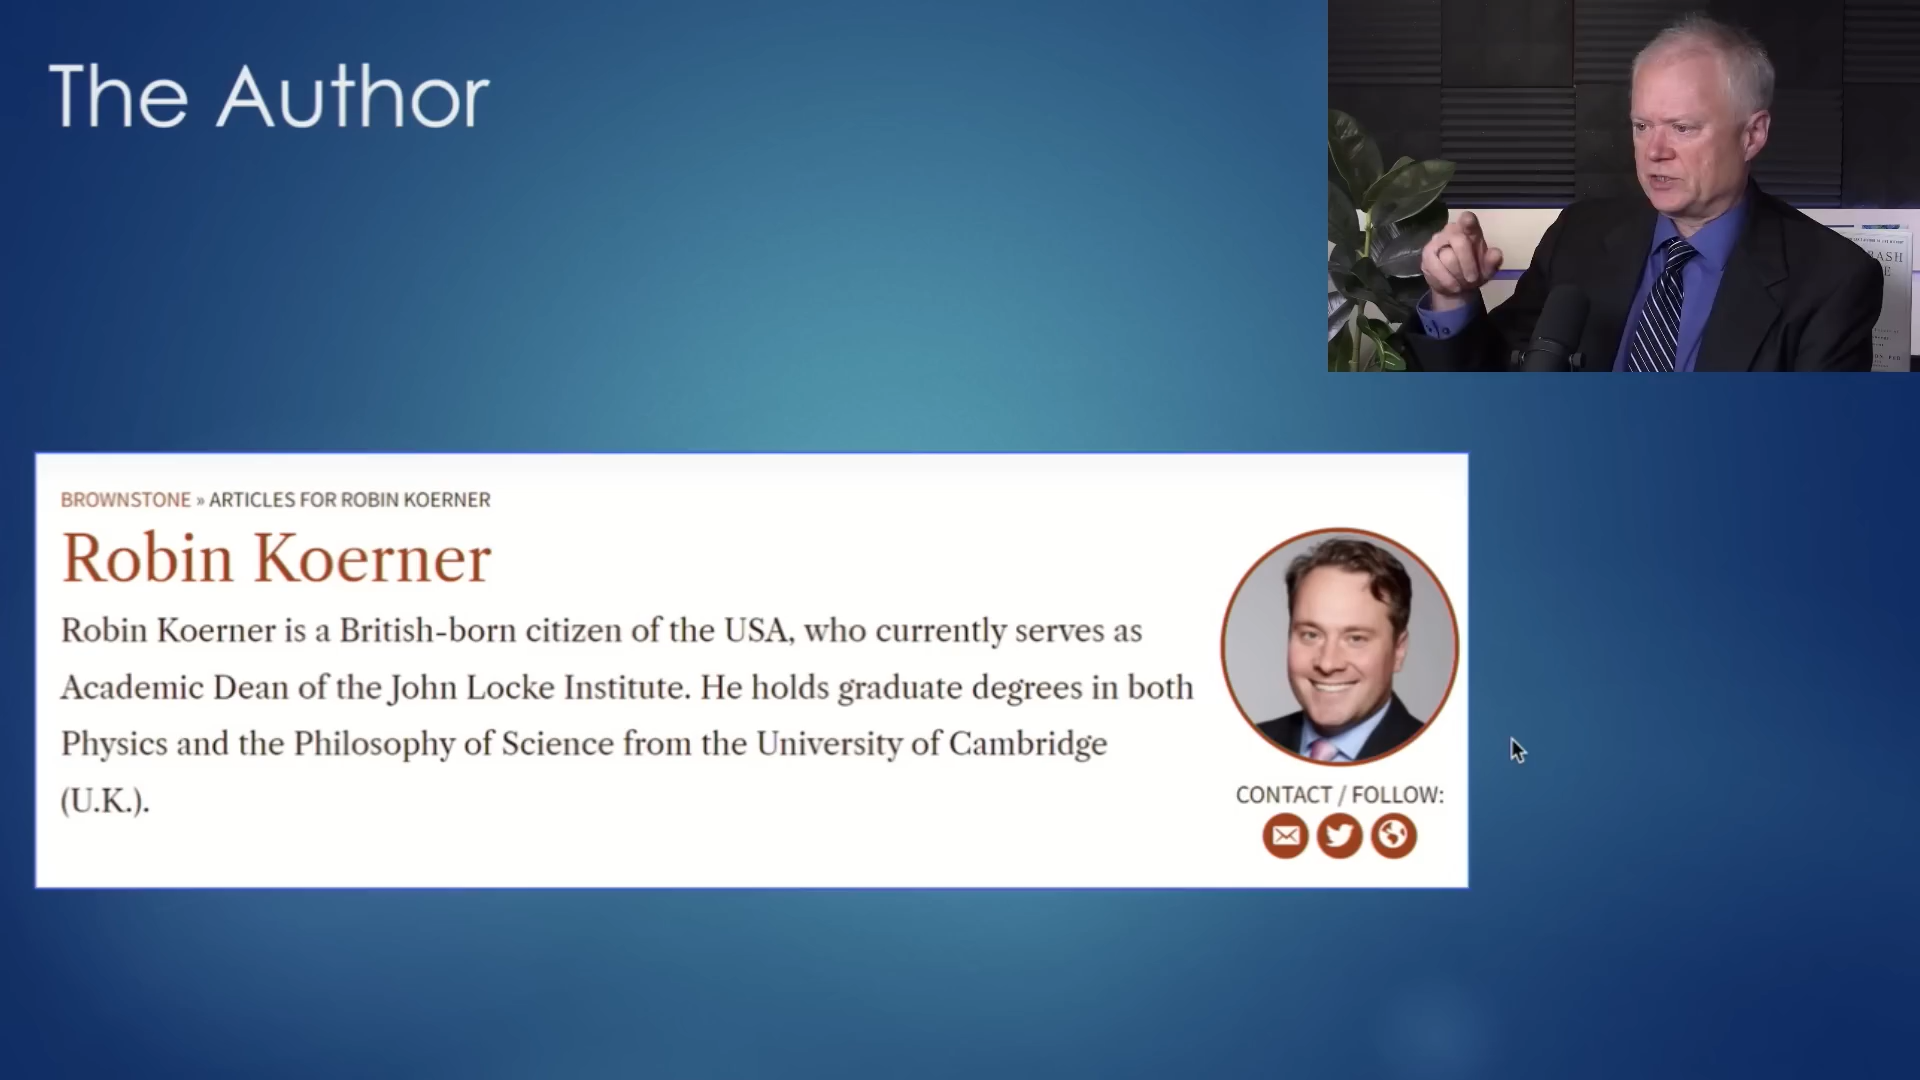 The Author
RASH
E
BROWNSTONE » ARTICLES FOR ROBIN KOERNER
Robin Koerner
Robin Koerner is a British-born citizen of the USA, who currently serves as
Academic Dean of the John Locke Institute. He holds graduate degrees in both
Physics and the Philosophy of Science from the University of Cambridge
(U.K.).
CONTACT / FOLLOW: